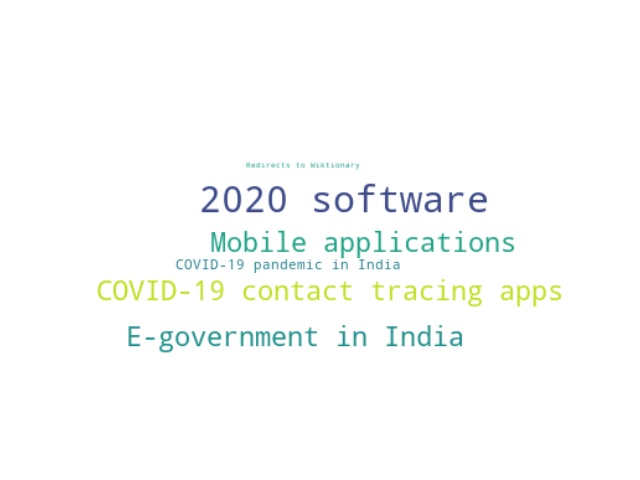 Redirects to Wiktionary
2020 software
Mobile applications
COVID-19 pandemic in India
COVID-19 contact tracing apps
E-government in India